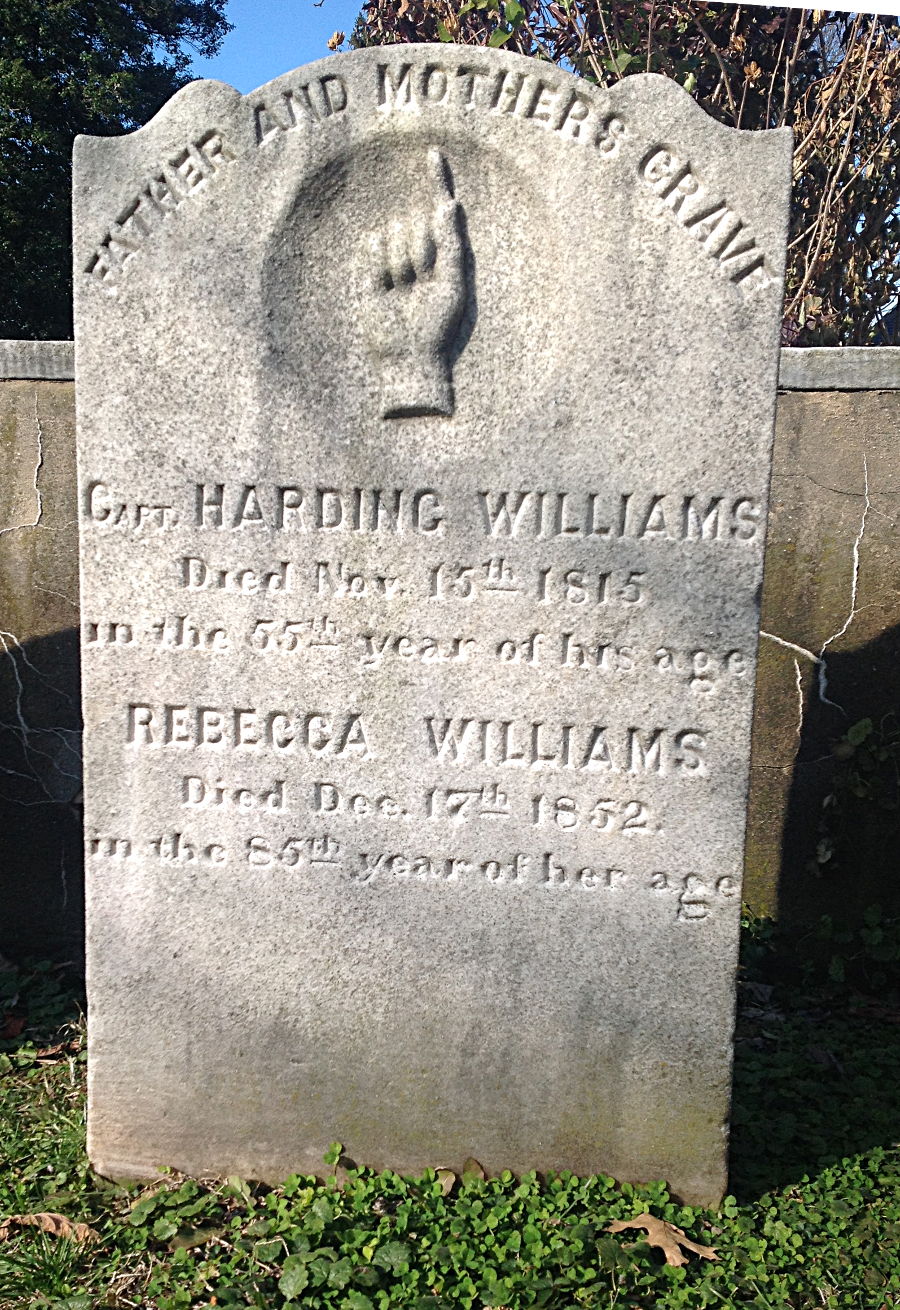 FATHER AND MOTHERS GRAVE
CAPT. HARDING WILLIAMS
Died Nov. 15th 1815
in the 55th year of his age
REBECCA WILLIAMS
Died Dec. 17th 1852.
in the 85th year of her age